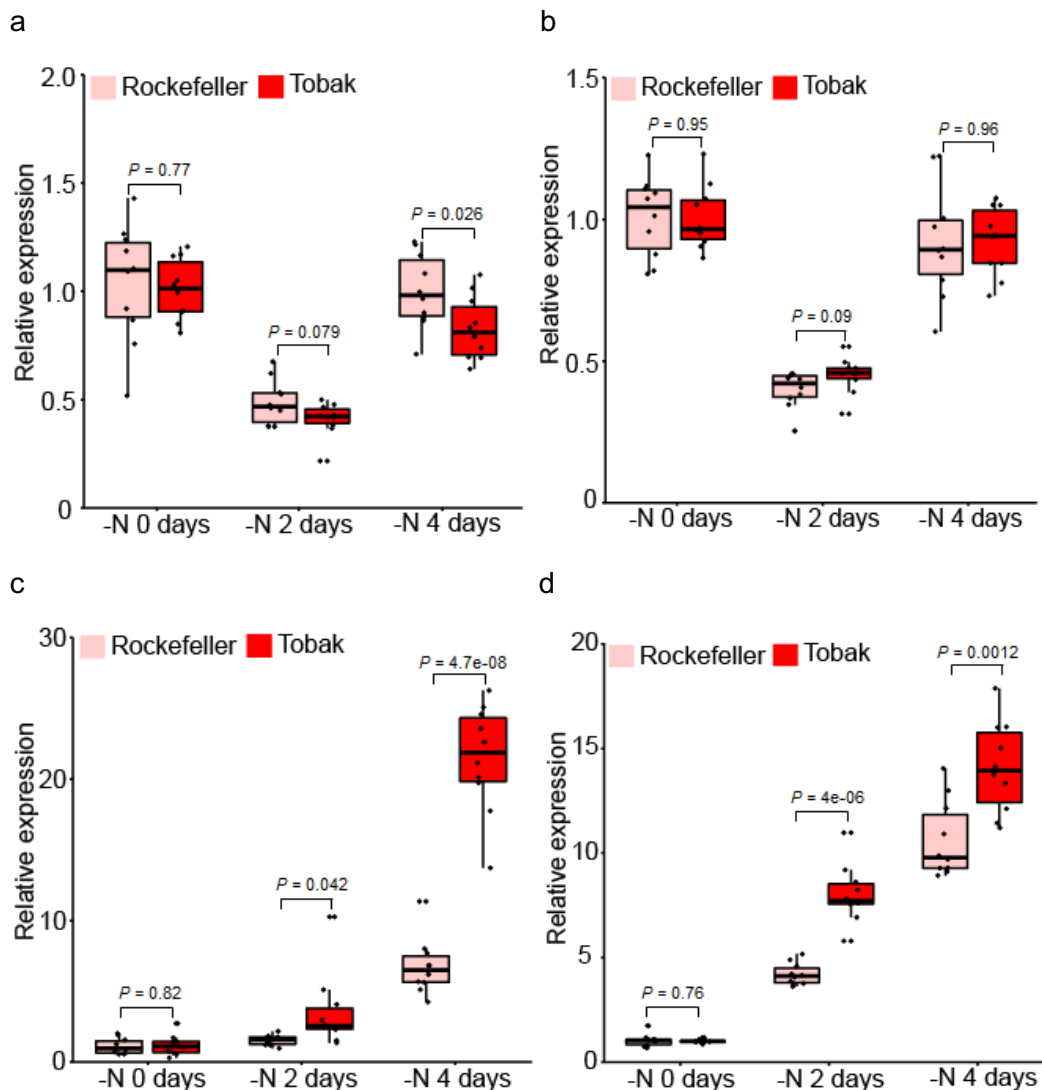 a
2.0
Rockefeller Tobak
P = 0.77
1.5
P = 0.026
Relative expression
1.0
P = 0.079
0.5
0
-N 0 days -N 2 days -N 4 days
b
1.5
Rockefeller Tobak
P = 0.95
P = 0.96
Relative expression
1.0
P = 0.09
0.5
0
-N 0 days -N 2 days -N 4 days
c
30
Rockefeller Tobak
P = 4.7e-08
Relative expression
20
P = 0.042
10
P = 0.82
0
-N 0 days -N 2 days -N 4 days
d
20
Rockefeller Tobak
P = 0.0012
15
P = 4e-06
Relative expression
10
5
P = 0.76
0
-N 0 days -N 2 days -N 4 days